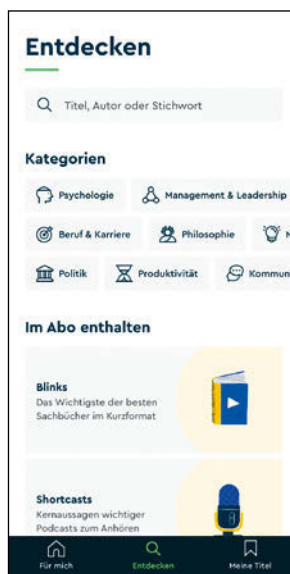 Entdecken
Titel, Autor oder Stichwort
Kategorien
Psychologie
Management & Leadership
Beruf & Karriere
Philosophie
Politik
Produktivität
Kommun
Im Abo enthalten
Blinks
Das Wichtigste der besten
Sachbücher im Kurzformat
Shortcasts
Kernaussagen wichtiger
Podcasts zum Anhören
Für mich
Entdecken
Meine Titel